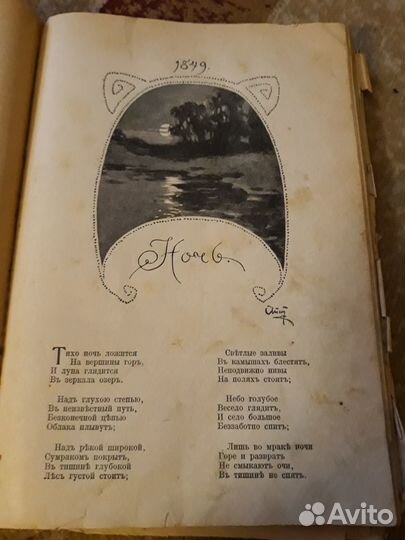 1849.
Ночь.
Тихо ночь ложится
На вершины горъ,
И луна глядится
Въ зеркала озеръ.
Надъ глухою степью,
Въ неизвѣстный путь,
Безконечной цѣпью
Облака плывутъ;
Надъ рѣкой широкой,
Сумракомъ покрытъ,
Въ тишинѣ глубокой
Лѣсъ густой стоитъ;
Свѣтлые заливы
Въ камышахъ блестятъ,
Неподвижно нивы
На поляхъ стоятъ;
Небо голубое
Весело глядитъ,
И село большое
Беззаботно спитъ;
Лишь во мракѣ ночи
Горе и развратъ
Не смыкаютъ очи,
Въ тишинѣ не спятъ.
Avito